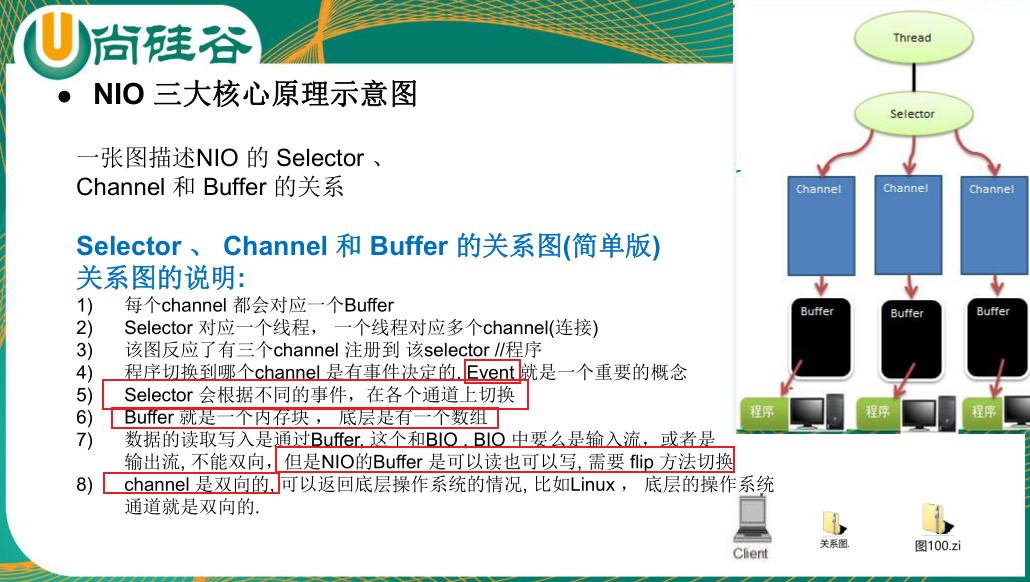 尚硅谷
● NIO 三大核心原理示意图
一张图描述NIO 的 Selector 、
Channel 和 Buffer 的关系
Selector 、 Channel 和 Buffer 的关系图(简单版)
关系图的说明:
1) 每个channel 都会对应一个Buffer
2) Selector 对应一个线程， 一个线程对应多个channel(连接)
3) 该图反应了有三个channel 注册到 该selector //程序
4) 程序切换到哪个channel 是有事件决定的, Event 就是一个重要的概念
5) Selector 会根据不同的事件，在各个通道上切换
6) Buffer 就是一个内存块 ， 底层是有一个数组
7) 数据的读取写入是通过Buffer, 这个和BIO , BIO 中要么是输入流，或者是
输出流, 不能双向，但是NIO的Buffer 是可以读也可以写, 需要 flip 方法切换
8) channel 是双向的, 可以返回底层操作系统的情况, 比如Linux ， 底层的操作系统
通道就是双向的.
Thread
Selector
Channel
Channel
Channel
Buffer
Buffer
Buffer
程序
程序
程序
Client
关系图.
图100.zi